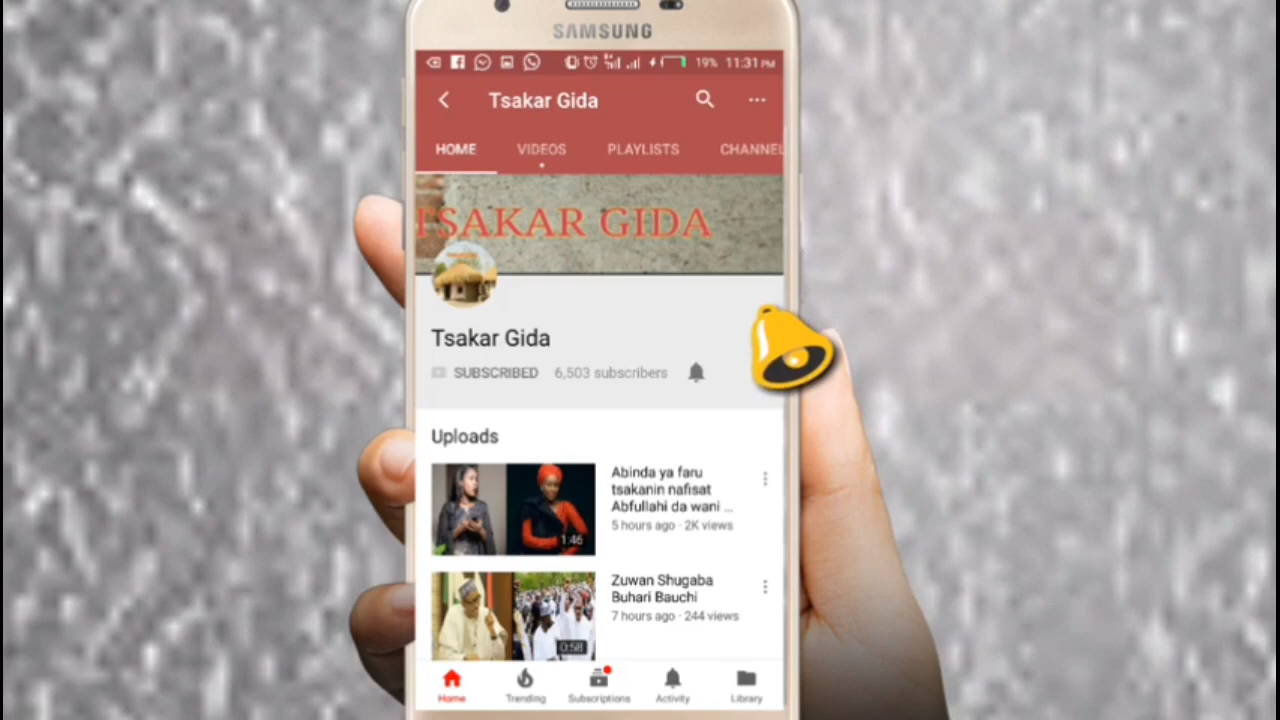 SAMSUNG
19% 11:31 PM
Tsakar Gida
HOME VIDEOS PLAYLISTS CHANNEL
TSAKAR GIDA
Tsakar Gida
SUBSCRIBED 6,503 subscribers
Uploads
Abinda ya faru
tsakanin nafisat
Abfullahi da wani ...
5 hours ago · 2K views
1:46
Zuwan Shugaba
Buhari Bauchi
7 hours ago · 244 views
0:58
Home Trending Subscriptions Activity Library